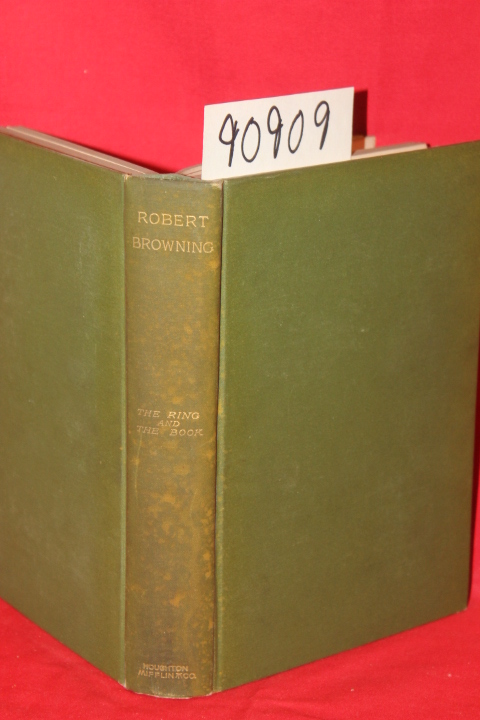 90909
ROBERT
BROWNING
THE RING
AND
THE BOOK
HOUGHTON
MIFFLIN & CO.